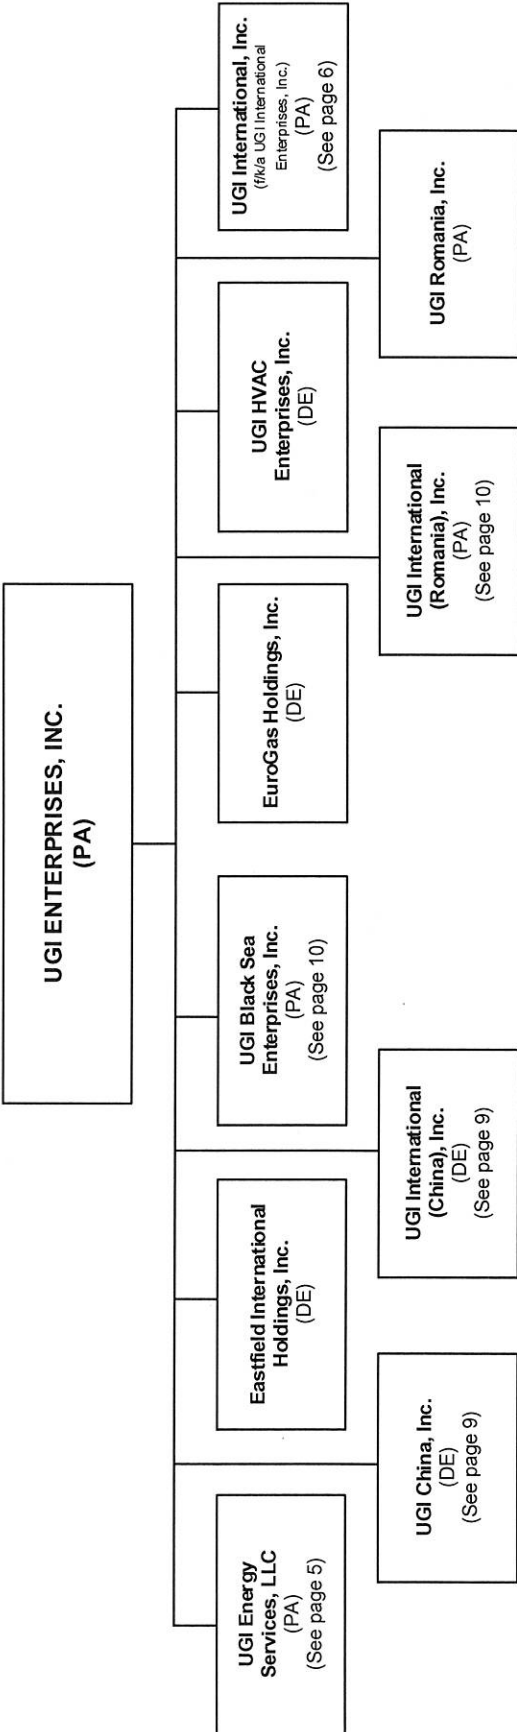 UGI ENTERPRISES, INC.
(PA)
UGI Energy
Services, LLC
(PA)
(See page 5)
Eastfield International
Holdings, Inc.
(DE)
UGI Black Sea
Enterprises, Inc.
(PA)
(See page 10)
EuroGas Holdings, Inc.
(DE)
UGI HVAC
Enterprises, Inc.
(DE)
UGI International, Inc.
(f/k/a UGI International
Enterprises, Inc.)
(PA)
(See page 6)
UGI China, Inc.
(DE)
(See page 9)
UGI International
(China), Inc.
(DE)
(See page 9)
UGI International
(Romania), Inc.
(PA)
(See page 10)
UGI Romania, Inc.
(PA)